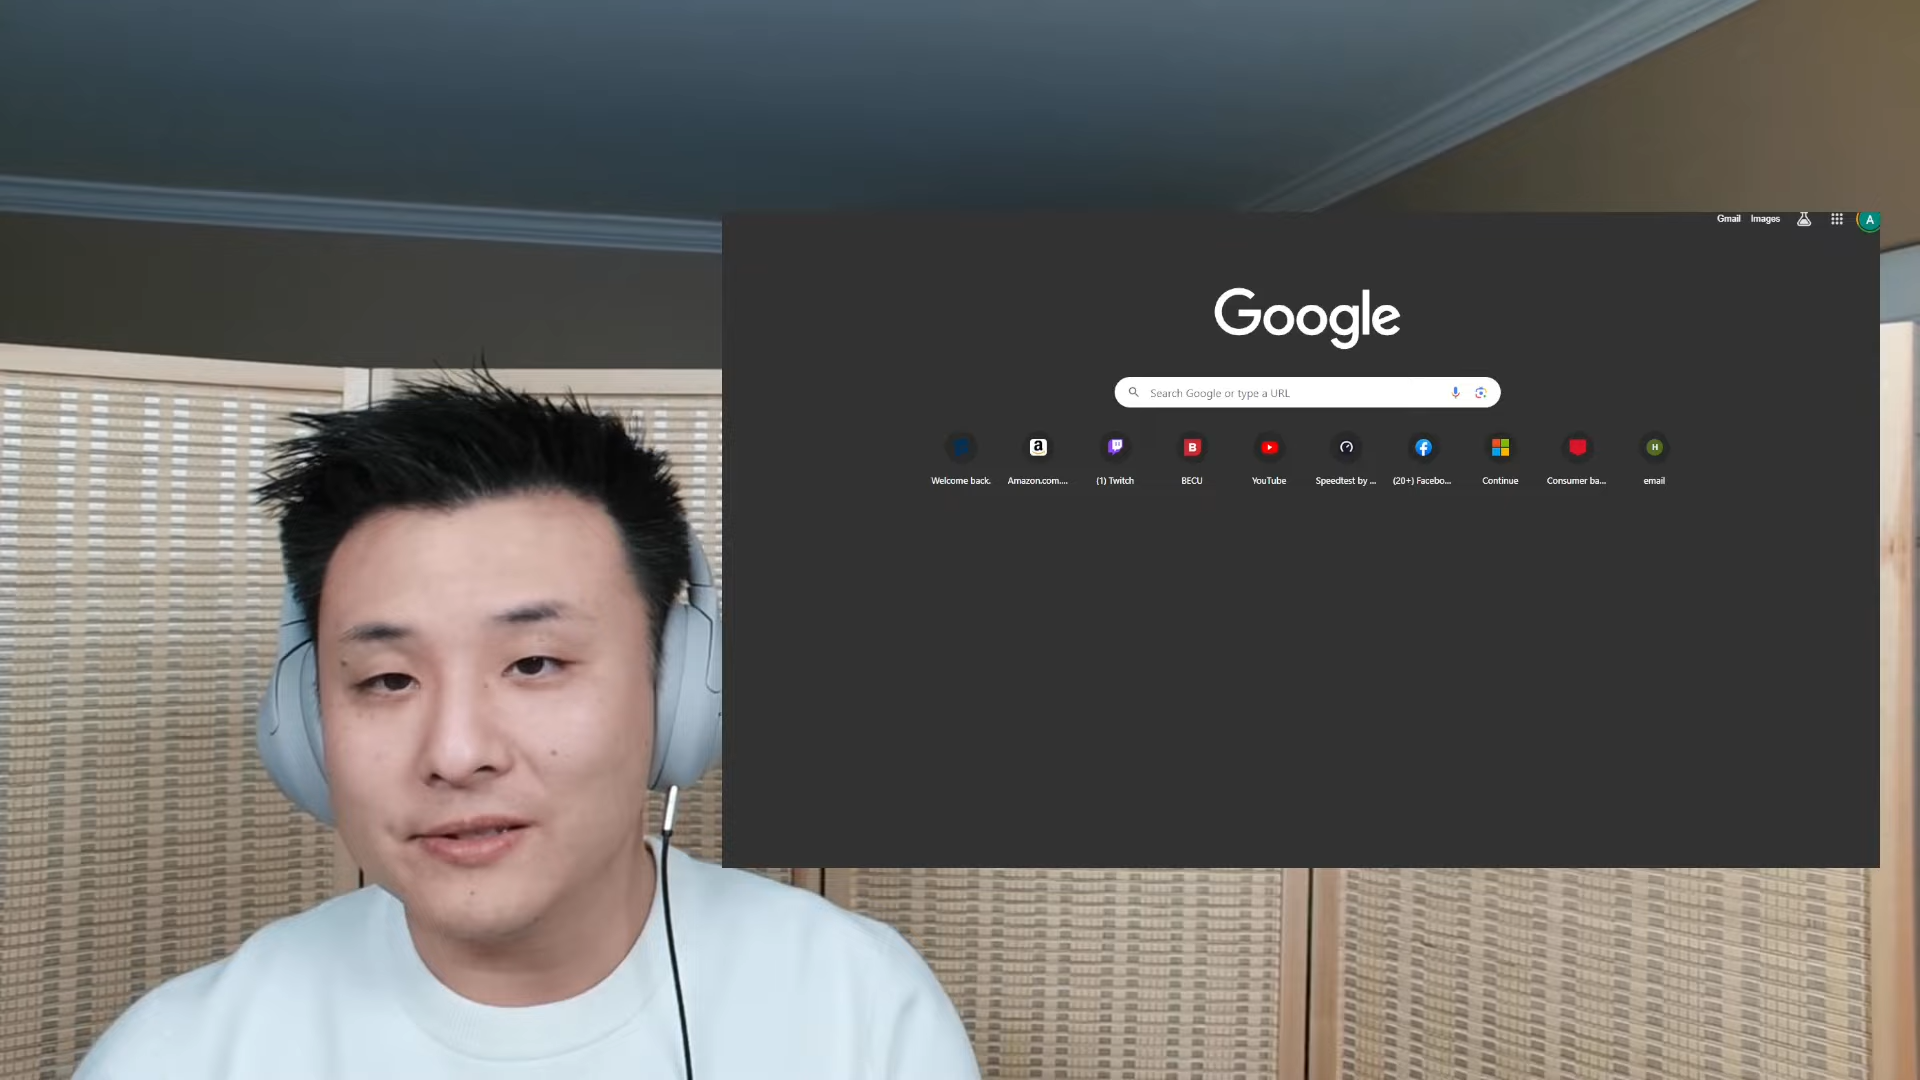 Gmail Images A
Google
Search Google or type a URL
a B H
Welcome back. Amazon.com.... (1) Twitch BECU YouTube Speedtest by ... (20+) Facebo... Continue Consumer ba... email